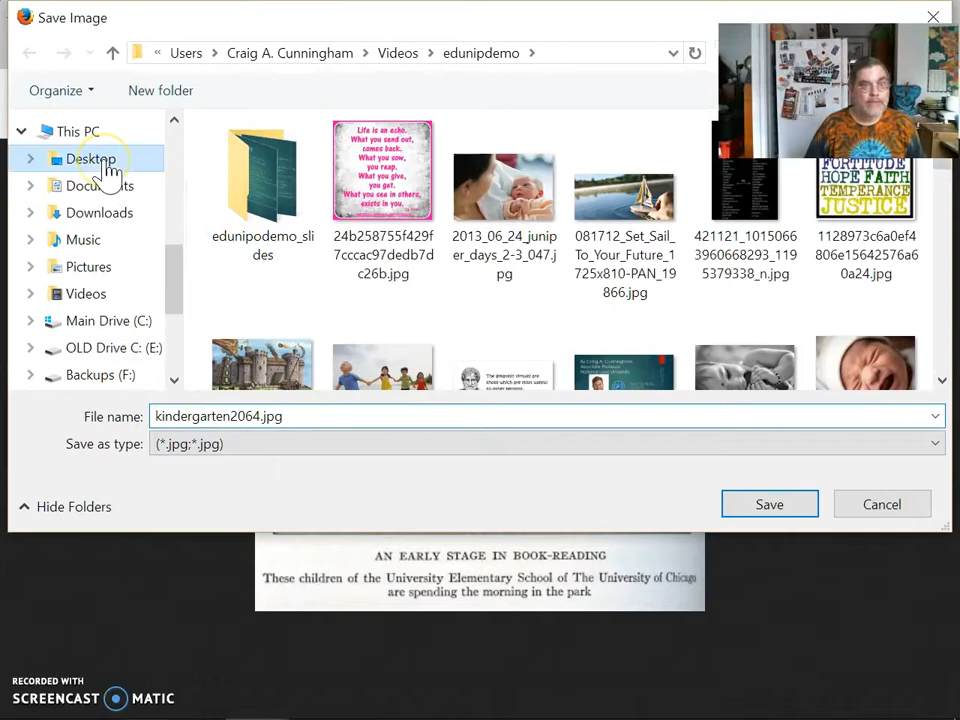 Save Image
« Users > Craig A. Cunningham > Videos > edunipdemo >
Organize
New folder
This PC
Desktop
Documents
Downloads
Music
Pictures
Videos
Main Drive (C:)
OLD Drive C: (E:)
Backups (F:)
Life is an echo.
What you send out,
comes back.
What you sow,
you reap.
What you give,
you get.
What you see in others,
exists in you.
FORTITUDE
HOPE FAITH
TEMPERANCE
JUSTICE
edunipodemo_sli
des
24b258755f429f
7cccac97dedb7d
c26b.jpg
2013_06_24_junip
er_days_2-3_047.j
pg
081712_Set_Sail_
To_Your_Future_1
725x810-PAN_19
866.jpg
421121_1015066
3960668293_119
5379338_n.jpg
1128973c6a0ef4
806e15642576a6
0a24.jpg
File name: kindergarten2064.jpg
Save as type: (*.jpg;*.jpg)
Hide Folders
Save
Cancel
AN EARLY STAGE IN BOOK-READING
These children of the University Elementary School of The University of Chicago
are spending the morning in the park
RECORDED WITH
SCREENCAST MATIC